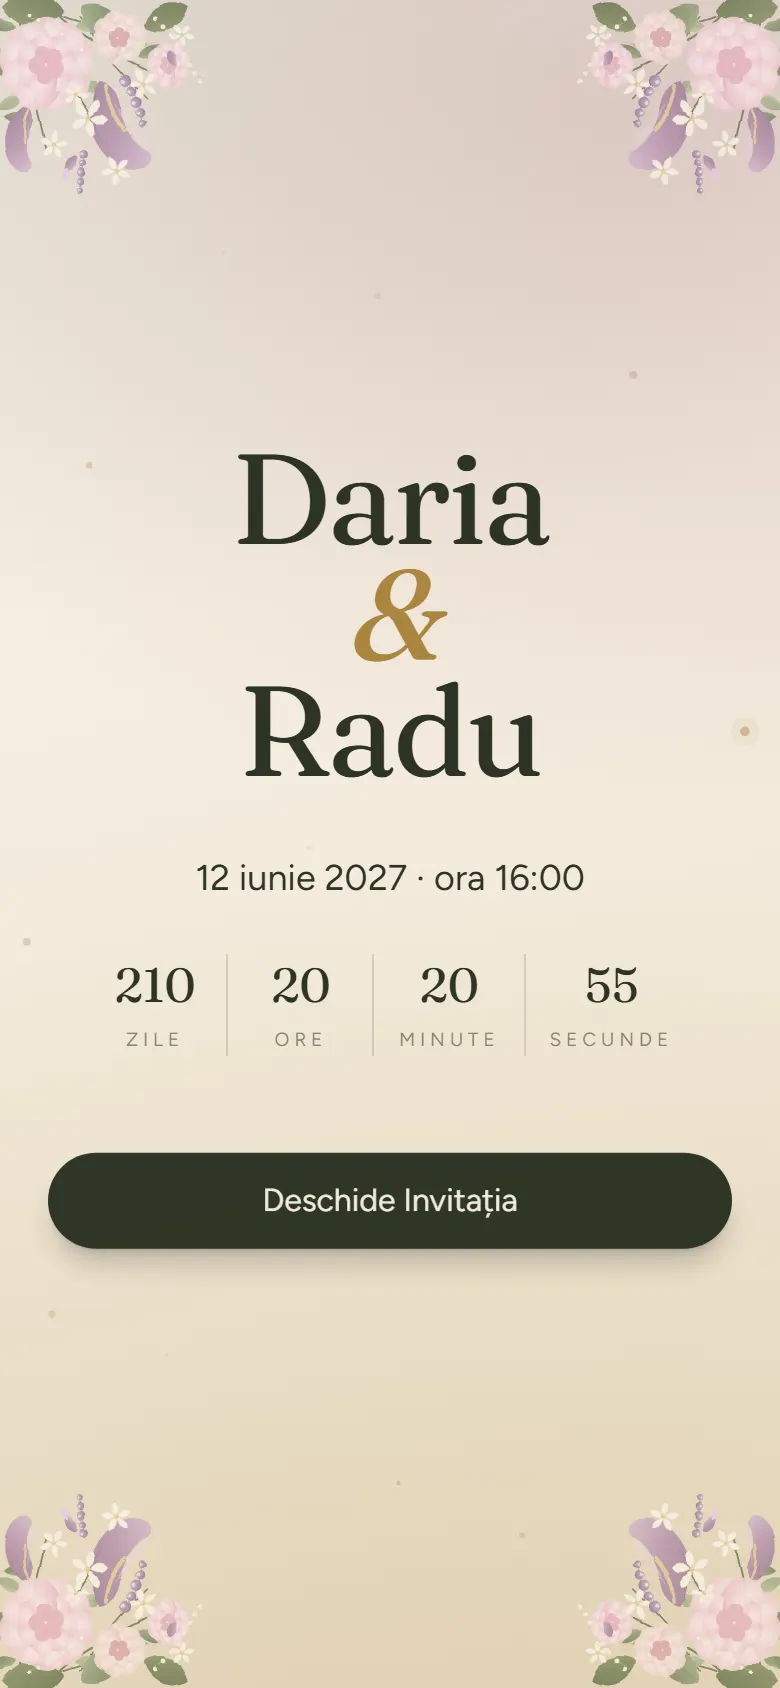 Daria
&
Radu
12 iunie 2027 · ora 16:00
210 20 20 55
ZILE ORE MINUTE SECUNDE
Deschide Invitația